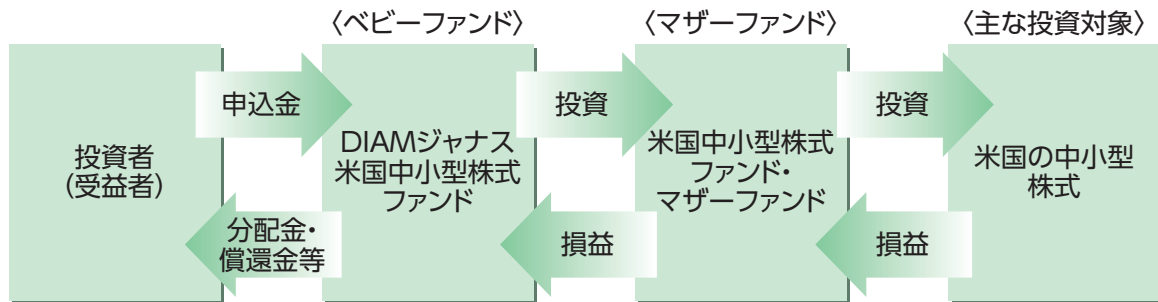 〈ベビーファンド〉
〈マザーファンド〉
〈主な投資対象〉
申込金
投資
投資
投資者
(受益者)
DIAMジャナス
米国中小型株式
ファンド
米国中小型株式
ファンド・
マザーファンド
米国の中小型
株式
分配金・
償還金等
損益
損益